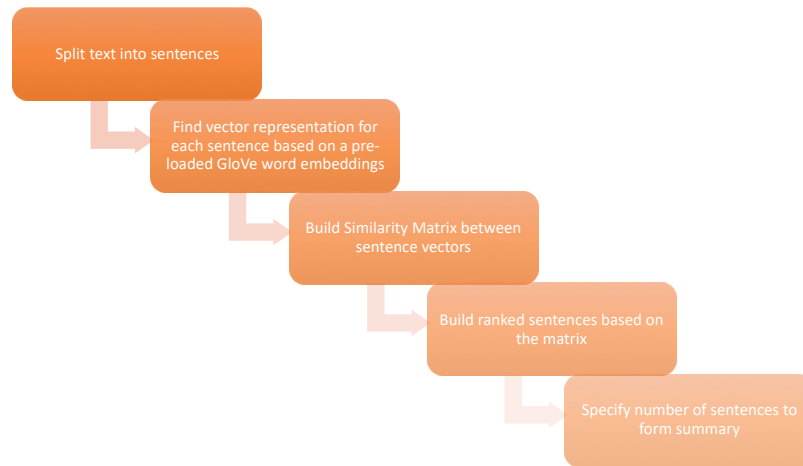 Split text into sentences
Find vector representation for
each sentence based on a pre-
loaded GloVe word embeddings
Build Similarity Matrix between
sentence vectors
Build ranked sentences based on
the matrix
Specify number of sentences to
form summary